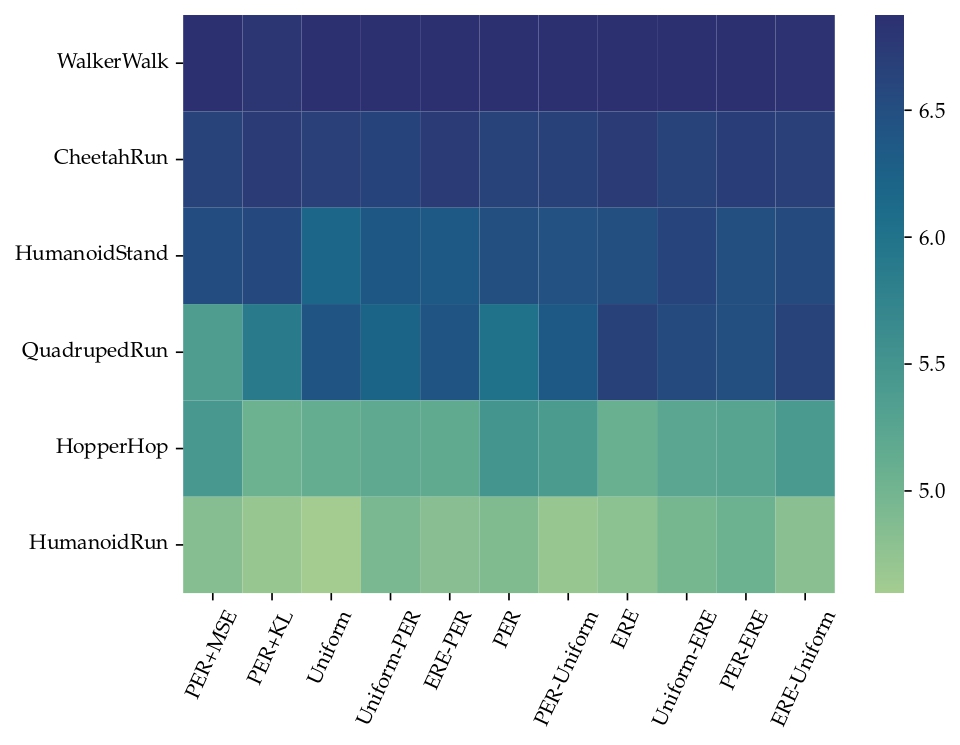 WalkerWalk
CheetahRun
HumanoidStand
QuadrupedRun
HopperHop
HumanoidRun
6.5
6.0
5.5
5.0
PER+MSE
PER+KL
Uniform
Uniform-PER
ERE-PER
PER
PER-Uniform
ERE
Uniform-ERE
PER-ERE
ERE-Uniform